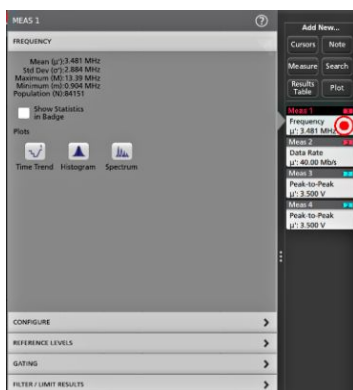 MEAS 1
?
FREQUENCY
Mean (μ'):3.481 MHz
Std Dev (σ'):2.884 MHz
Maximum (M):13.39 MHz
Minimum (m):0.904 MHz
Population (N):84151
Show Statistics
in Badge
Plots
Time Trend Histogram Spectrum
CONFIGURE
REFERENCE LEVELS
GATING
FILTER / LIMIT RESULTS
Add New...
Cursors Note
Measure Search
Results
Table
Plot
Meas 1
Frequency
μ': 3.481 MHz
Meas 2
Data Rate
μ': 40.00 Mb/s
Meas 3
Peak-to-Peak
μ': 3.500 V
Meas 4
Peak-to-Peak
μ': 3.500 V